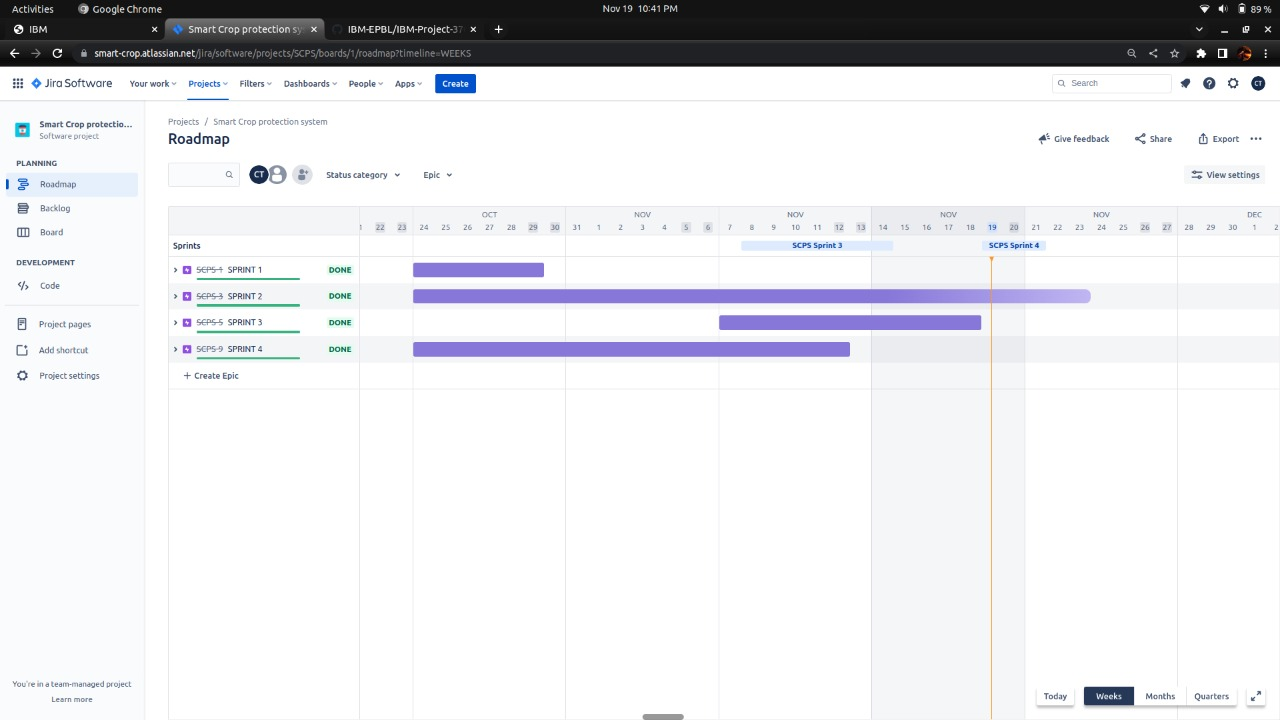 Activities Google Chrome Nov 19 10:41 PM 89 %
IBM Smart Crop protection sy IBM-EPBL/IBM-Project-37
smart-crop.atlassian.net/jira/software/projects/SCPS/boards/1/roadmap?timeline=WEEKS
Jira Software Your work Projects Filters Dashboards People Apps Create Search CT
Smart Crop protectio...
Software project
PLANNING
Roadmap
Backlog
Board
DEVELOPMENT
Code
Project pages
Add shortcut
Project settings
You're in a team-managed project
Learn more
Projects / Smart Crop protection system
Roadmap
Give feedback Share Export
CT Status category Epic View settings
OCT NOV NOV NOV NOV DEC
22 23 24 25 26 27 28 29 30 31 1 2 3 4 5 6 7 8 9 10 11 12 13 14 15 16 17 18 19 20 21 22 23 24 25 26 27 28 29 30 1 2
Sprints SCPS Sprint 3 SCPS Sprint 4
SCPS-1 SPRINT 1 DONE
SCPS-3 SPRINT 2 DONE
SCPS-5 SPRINT 3 DONE
SCPS-9 SPRINT 4 DONE
+ Create Epic
Today Weeks Months Quarters